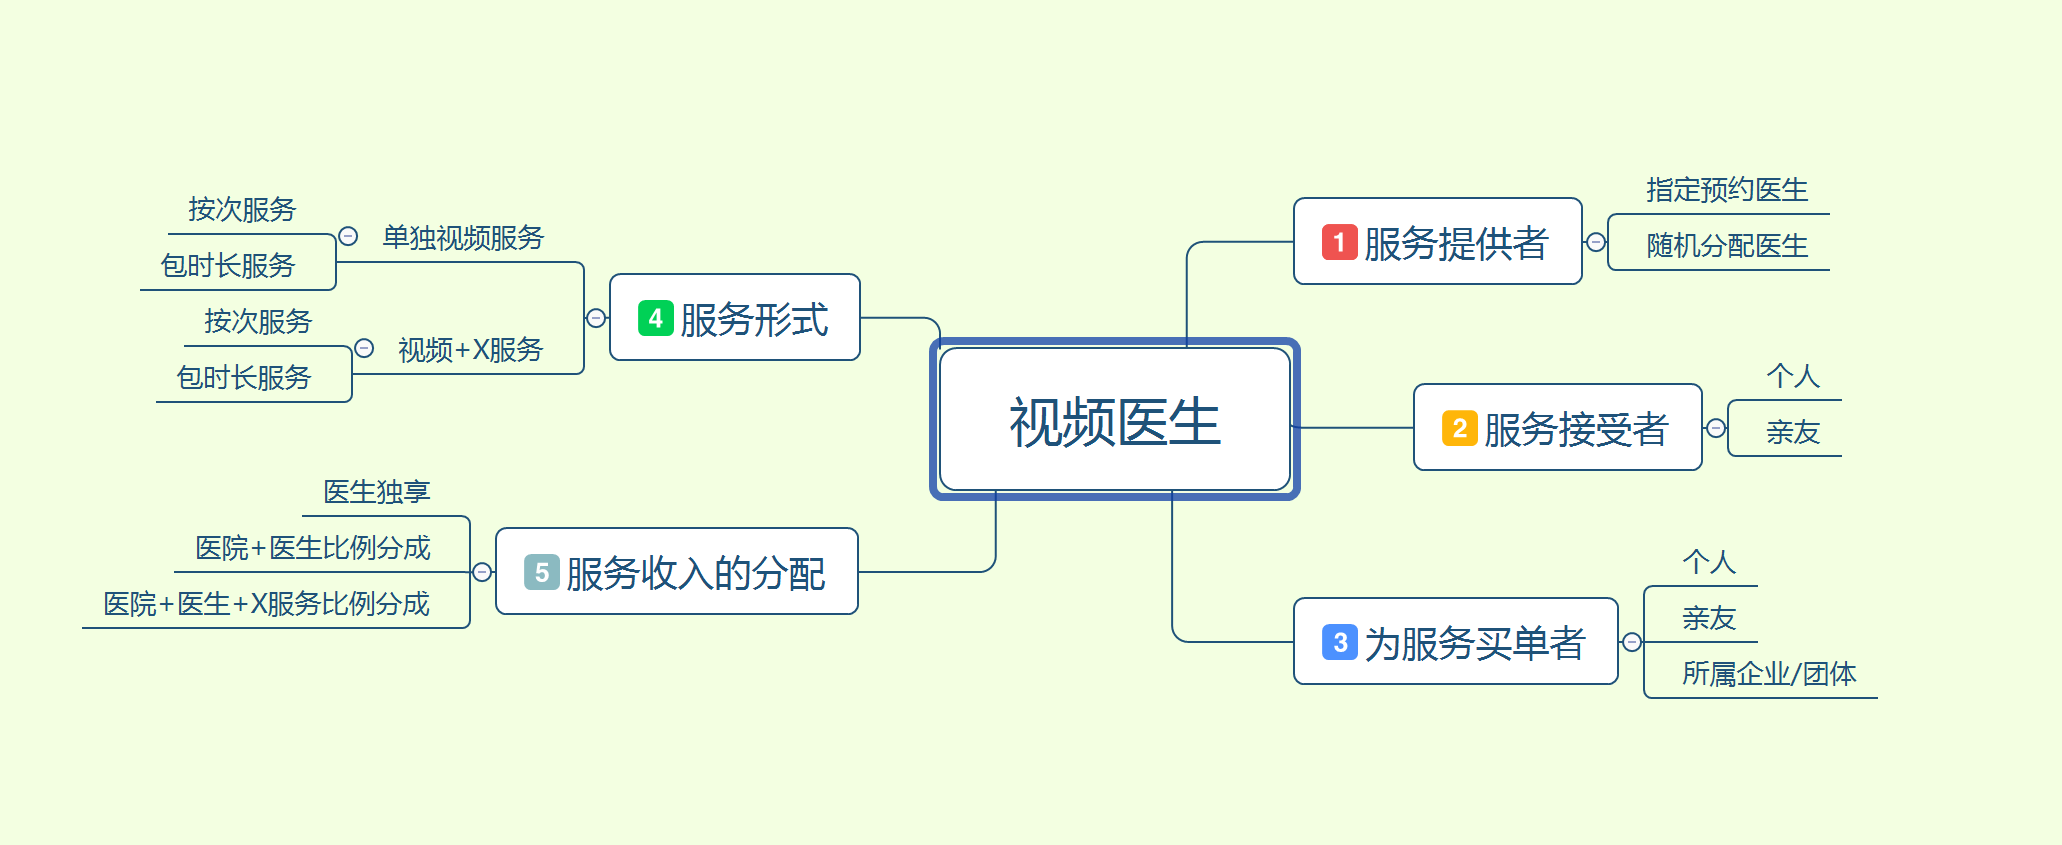 视频医生
1 服务提供者
指定预约医生
随机分配医生
2 服务接受者
个人
亲友
3 为服务买单者
个人
亲友
所属企业/团体
4 服务形式
单独视频服务
按次服务
包时长服务
视频+X服务
按次服务
包时长服务
5 服务收入的分配
医生独享
医院+医生比例分成
医院+医生+X服务比例分成